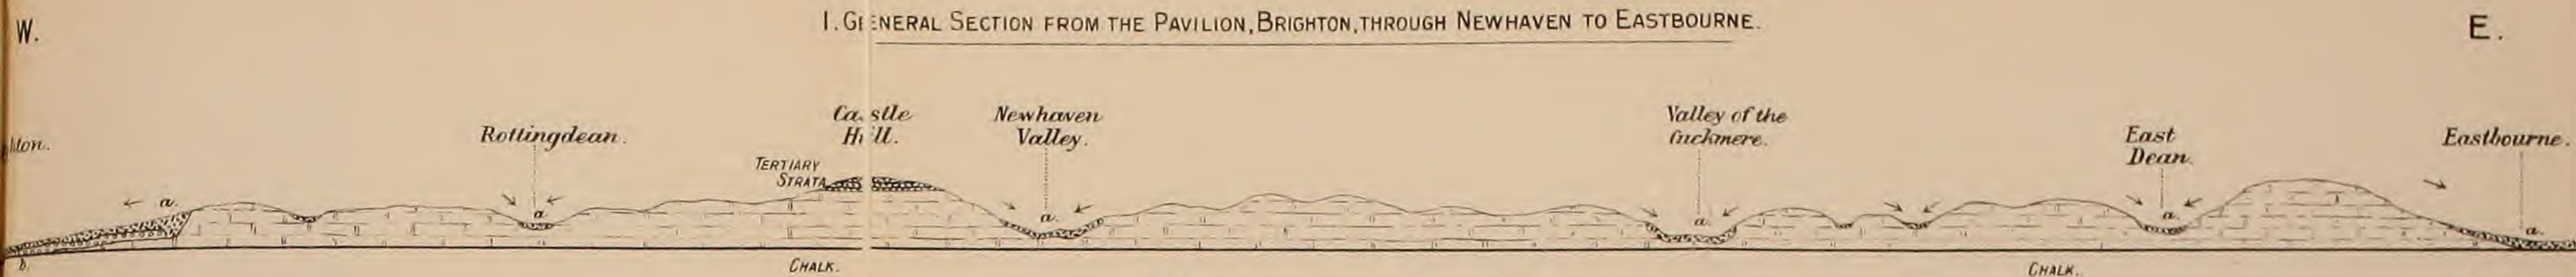 W.
1. GENERAL SECTION FROM THE PAVILION, BRIGHTON, THROUGH NEWHAVEN TO EASTBOURNE.
E.
Rottingdean.
Castle
Hill.
Newhaven
Valley.
Valley of the
Cuckmere.
East
Dean.
Eastbourne.
TERTIARY
STRATA
a.
a
a.
a.
a.
a.
b.
CHALK.
CHALK.